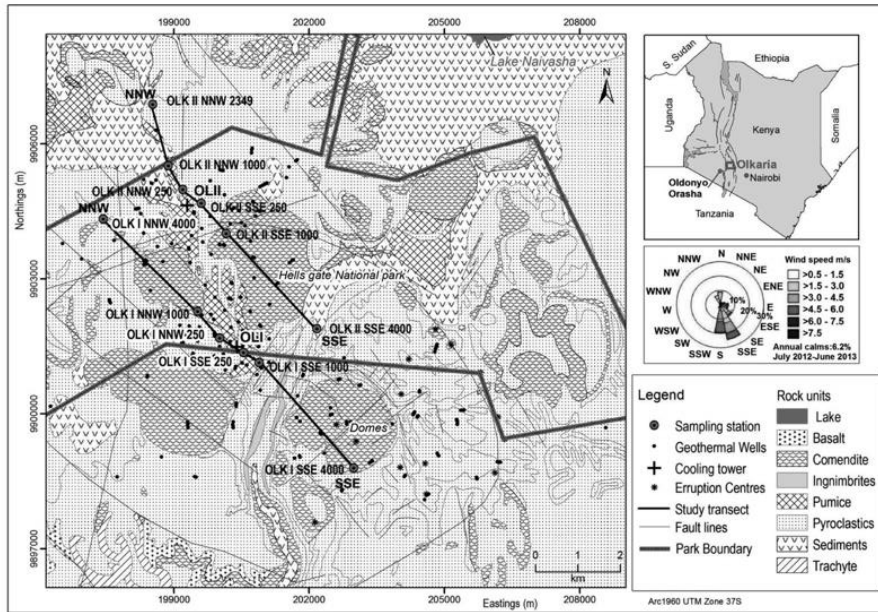 199000
202000
205000
208000
Lake Naivasha
N
NNW
OLK II NNW 2349
9906000
OLK II NNW 1000
OLK II NNW 250
OLII
OLK II SSE 250
NNW
OLK I NNW 4000
OLK II SSE 1000
Northings (m)
Hells gate National park
9903000
OLK I NNW 1000
OLK II SSE 4000
SSE
OLK I NNW-250
OLI
OLK I SSE 250
OLK I SSE 1000
9900000
Domes
OLK I SSE 4000
SSE
9897000
0 1 2
km
199000
202000
205000
208000
Eastings (m)
S. Sudan
Ethiopia
Uganda
Somalia
Kenya
Olkaria
Nairobi
Oldonyo
Orasha
Tanzania
N
NNW
NNE
NW
NE
WNW
ENE
W
E
WSW
ESE
SW
SE
SSW
SSE
S
10%
20%
30%
Wind speed m/s
>0.5 - 1.5
>1.5 - 3.0
>3.0 - 4.5
>4.5 - 6.0
>6.0 - 7.5
>7.5
Annual calms:6.2%
July 2012-June 2013
Legend
Sampling station
Geothermal Wells
Cooling tower
Erruption Centres
Study transect
Fault lines
Park Boundary
Rock units
Lake
Basalt
Comendite
Ingnimbrites
Pumice
Pyroclastics
Sediments
Trachyte
Arc1960 UTM Zone 37S